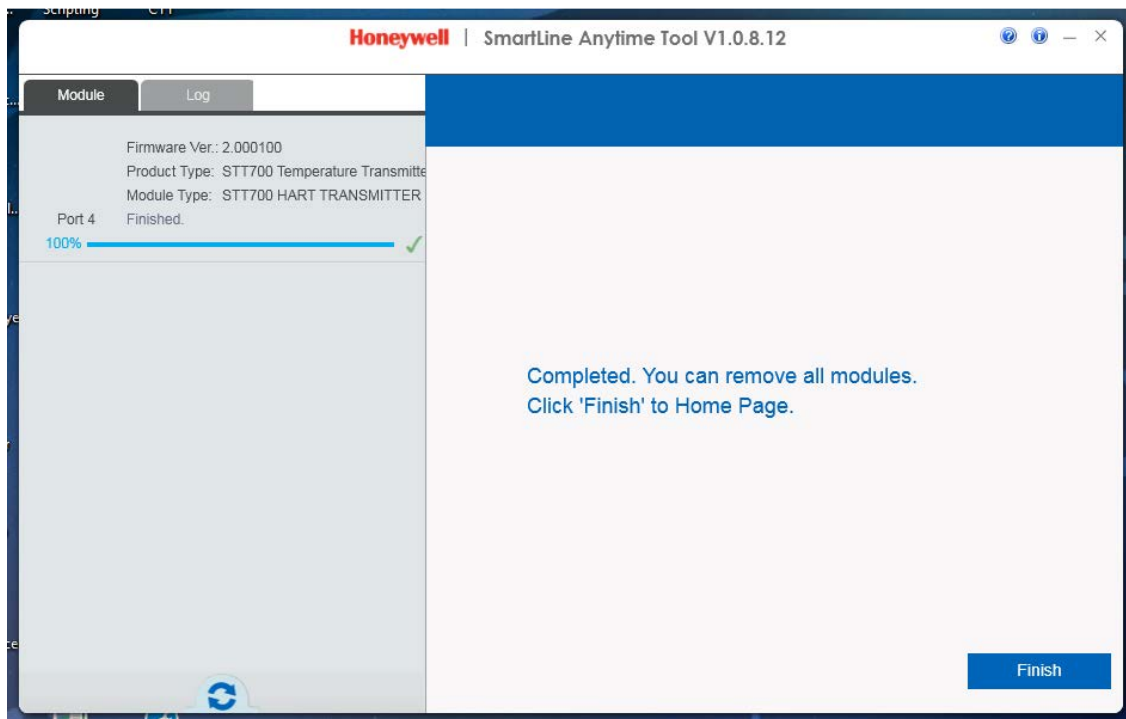 Scripting
Honeywell | SmartLine Anytime Tool V1.0.8.12
Module
Log
Firmware Ver.: 2.000100
Product Type: STT700 Temperature Transmitte
Module Type: STT700 HART TRANSMITTER
Port 4 Finished.
100%
Completed. You can remove all modules.
Click 'Finish' to Home Page.
Finish